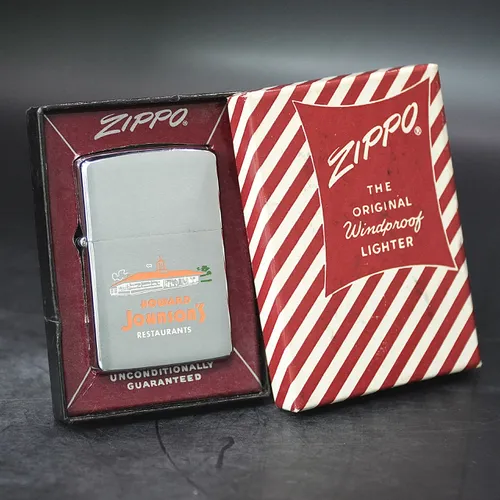 ZIPPO®
HOWARD
JOHNSON'S
RESTAURANTS
UNCONDITIONALLY
GUARANTEED
ZIPPO®
THE
ORIGINAL
Windproof
LIGHTER